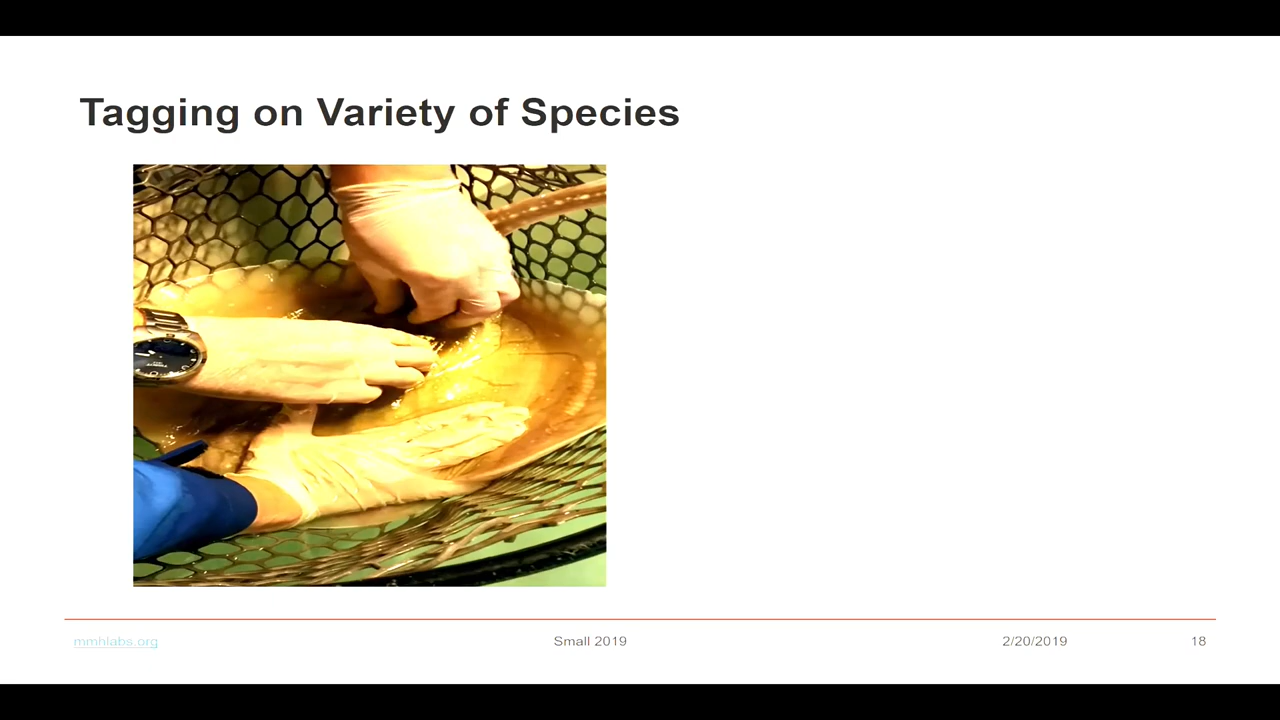 Tagging on Variety of Species
mmhlabs.org
Small 2019
2/20/2019
18